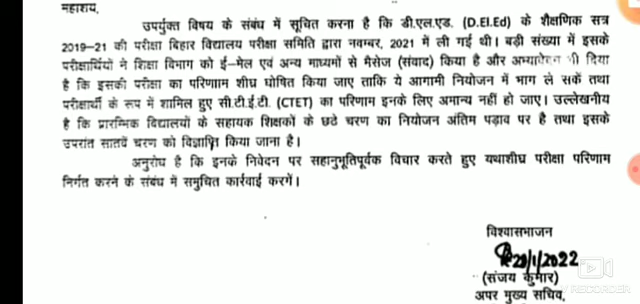 महाशय,
उपर्युक्त विषय के संबंध में सूचित करना है कि डी.एल.एड. (D.El.Ed) के शैक्षणिक सत्र
2019-21 की परीक्षा बिहार विद्यालय परीक्षा समिति द्वारा नवम्बर, 2021 में ली गई थी। बड़ी संख्या में इसके
परीक्षार्थियों ने शिक्षा विभाग को ई-मेल एवं अन्य माध्यमों से मैसेज (संवाद) किया है और अभ्यावेदन भी दिया
है कि इसकी परीक्षा का परिणाम शीघ्र घोषित किया जाए ताकि ये आगामी नियोजन में भाग ले सकें तथा
परीक्षार्थी के रूप में शामिल हुए सी.टी.ई.टी. (CTET) का परिणाम इनके लिए अमान्य नहीं हो जाए। उल्लेखनीय
है कि प्रारम्भिक विद्यालयों के सहायक शिक्षकों के छठे चरण का नियोजन अंतिम पड़ाव पर है तथा इसके
उपरांत सातवें चरण को विज्ञापित किया जाना है।
अनुरोध है कि इनके निवेदन पर सहानुभूतिपूर्वक विचार करते हुए यथाशीघ्र परीक्षा परिणाम
निर्गत करने के संबंध में समुचित कार्रवाई करेंगे।
विश्वासभाजन
20/1/2022
(संजय कुमार)
अपर मुख्य सचिव,
RECORDER